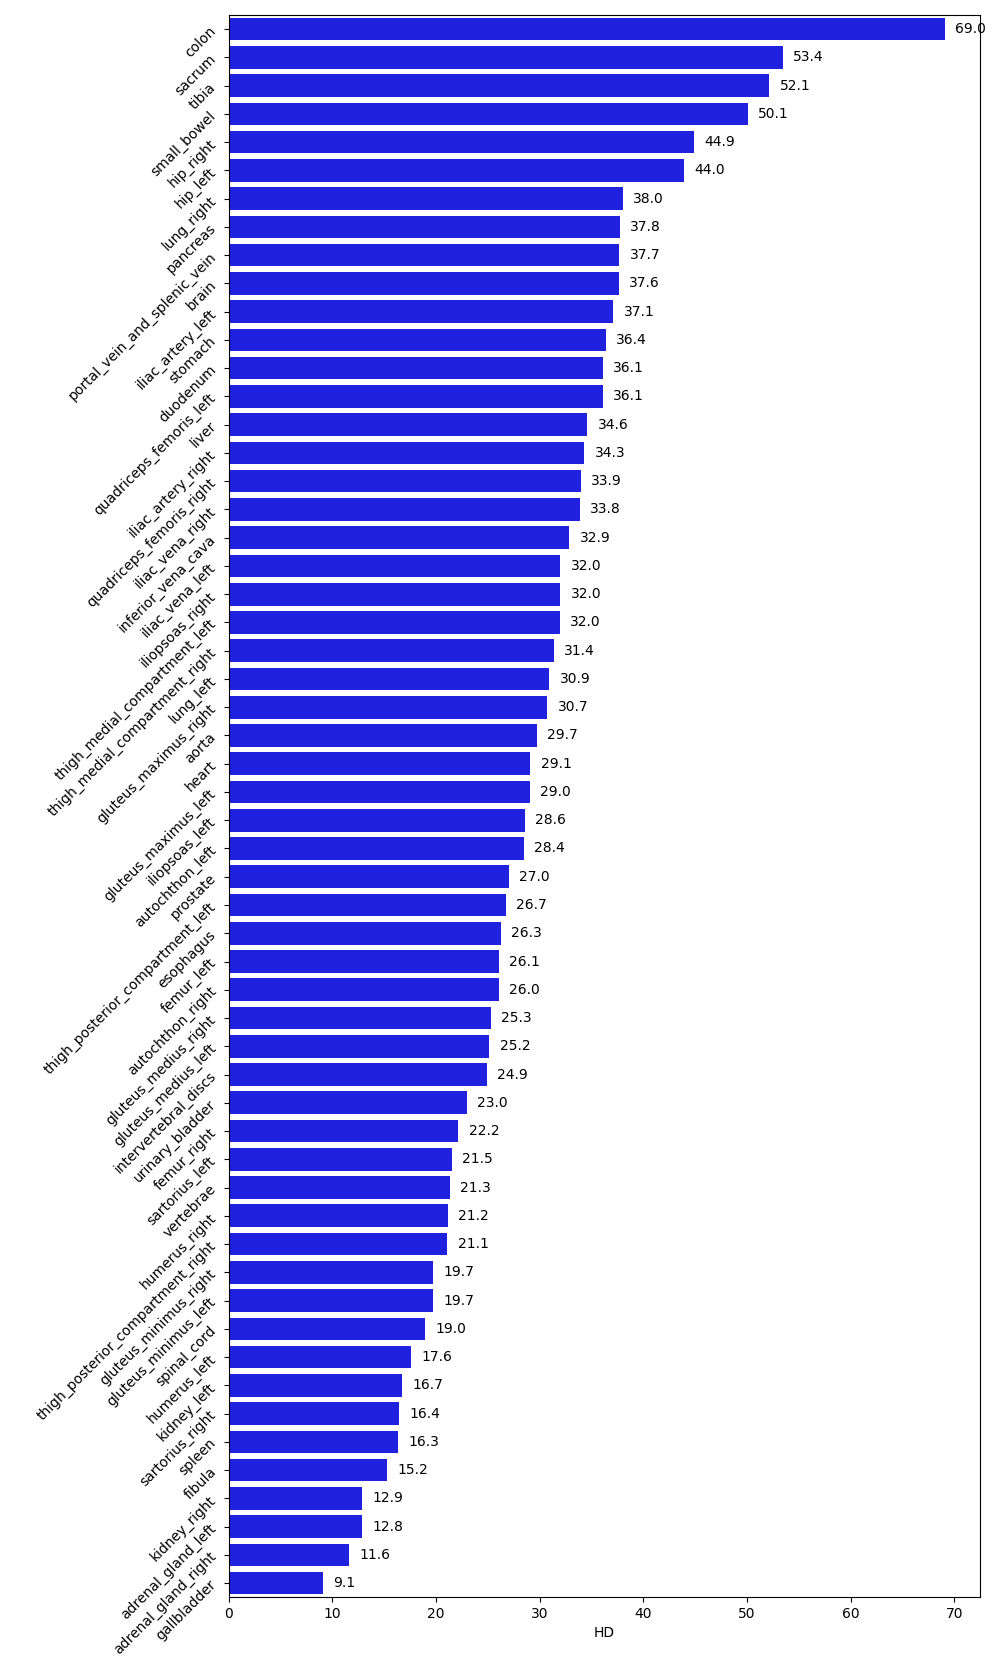 colon 69.0
sacrum 53.4
tibia 52.1
small_bowel 50.1
hip_right 44.9
hip_left 44.0
lung_right 38.0
pancreas 37.8
portal_vein_and_splenic_vein 37.7
brain 37.6
iliac_artery_left 37.1
stomach 36.4
duodenum 36.1
quadriceps_femoris_left 36.1
liver 34.6
iliac_artery_right 34.3
quadriceps_femoris_right 33.9
iliac_vena_right 33.8
inferior_vena_cava 32.9
iliac_vena_left 32.0
iliopsoas_right 32.0
thigh_medial_compartment_left 32.0
thigh_medial_compartment_right 31.4
lung_left 30.9
gluteus_maximus_right 30.7
aorta 29.7
heart 29.1
gluteus_maximus_left 29.0
iliopsoas_left 28.6
autochthon_left 28.4
prostate 27.0
thigh_posterior_compartment_left 26.7
esophagus 26.3
femur_left 26.1
autochthon_right 26.0
gluteus_medius_right 25.3
gluteus_medius_left 25.2
intervertebral_discs 24.9
urinary_bladder 23.0
femur_right 22.2
sartorius_left 21.5
vertebrae 21.3
humerus_right 21.2
thigh_posterior_compartment_right 21.1
gluteus_minimus_right 19.7
gluteus_minimus_left 19.7
spinal_cord 19.0
humerus_left 17.6
kidney_left 16.7
sartorius_right 16.4
spleen 16.3
fibula 15.2
kidney_right 12.9
adrenal_gland_left 12.8
adrenal_gland_right 11.6
gallbladder 9.1
0 10 20 30 40 50 60 70
HD